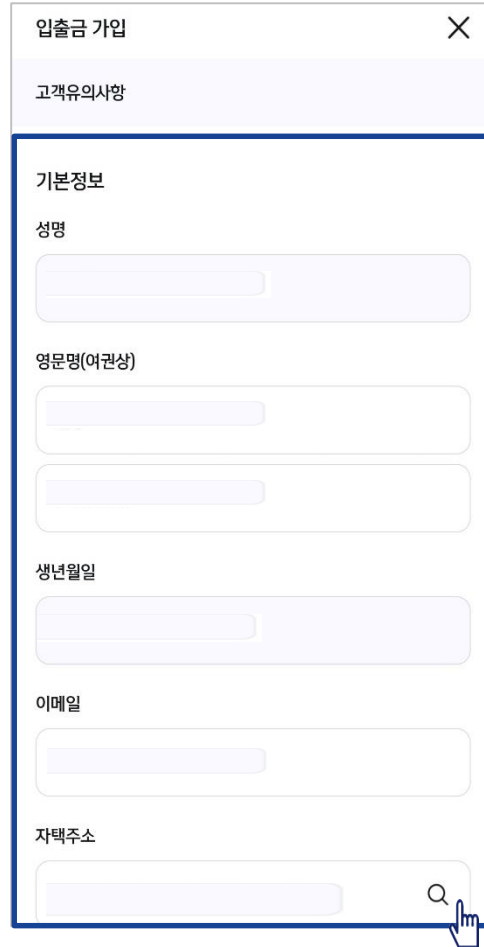 입출금 가입
고객유의사항
기본정보
성명
영문명(여권상)
생년월일
이메일
자택주소